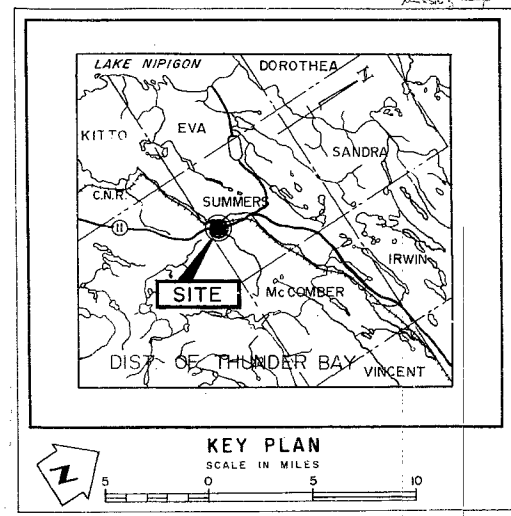 LAKE NIPIGON
DOROTHEA
N
KITTO
EVA
SANDRA
C.N.R.
SUMMERS
11
IRWIN
SITE
McCOMBER
DIST. OF THUNDER BAY
VINCENT
KEY PLAN
SCALE IN MILES
N
5 0 5 10